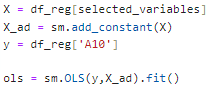 X = df_reg[selected_variables]
X_ad = sm.add_constant(X)
y = df_reg['A10']
ols = sm.OLS(y,X_ad).fit()